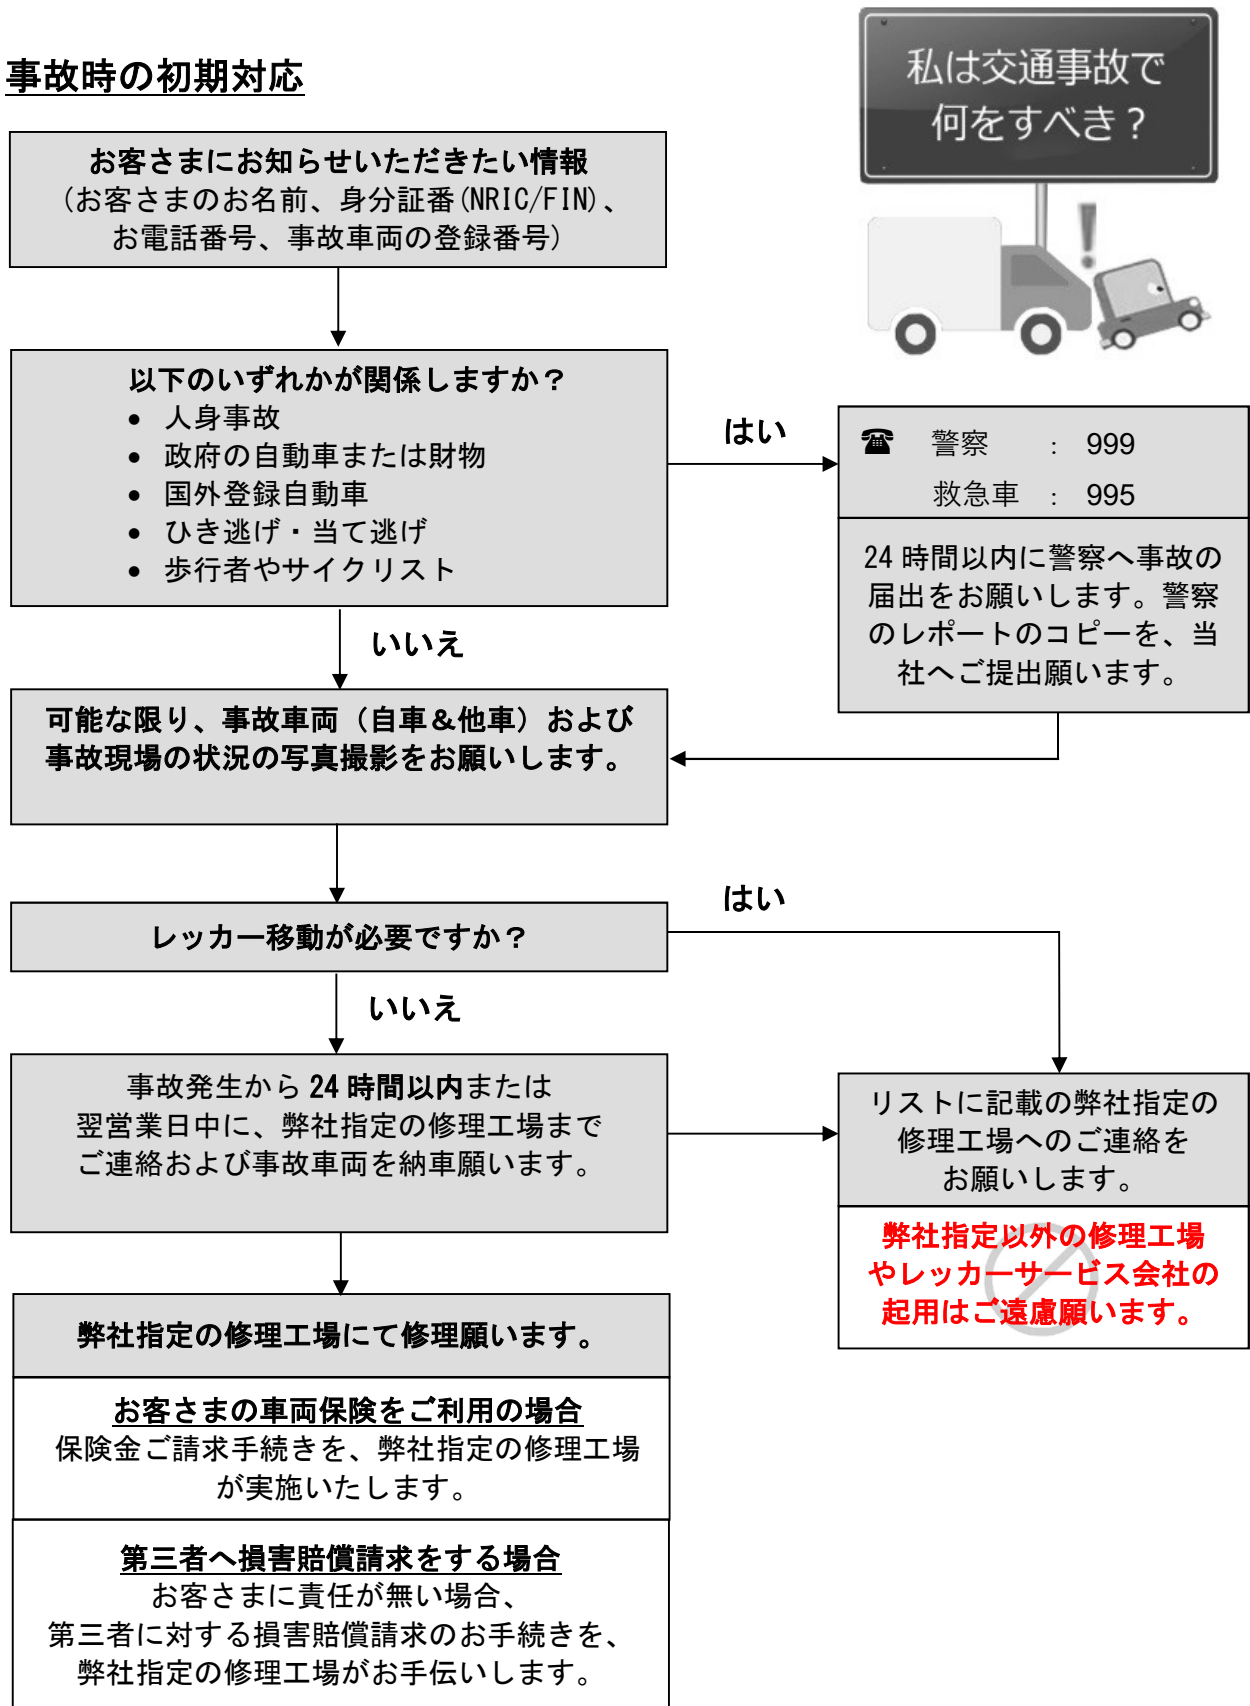 事故時の初期対応
私は交通事故で
何をすべき？
お客さまにお知らせいただきたい情報
(お客さまのお名前、身分証番(NRIC/FIN)、
お電話番号、事故車両の登録番号)
以下のいずれかが関係しますか？
• 人身事故
• 政府の自動車または財物
• 国外登録自動車
• ひき逃げ・当て逃げ
• 歩行者やサイクリスト
はい
☎ 警察 : 999
救急車 : 995
24 時間以内に警察へ事故の
届出をお願いします。警察
のレポートのコピーを、当
社へご提出願います。
いいえ
可能な限り、事故車両（自車＆他車）および
事故現場の状況の写真撮影をお願いします。
はい
レッカー移動が必要ですか？
いいえ
事故発生から 24 時間以内または
翌営業日中に、弊社指定の修理工場まで
ご連絡および事故車両を納車願います。
リストに記載の弊社指定の
修理工場へのご連絡を
お願いします。
弊社指定以外の修理工場
やレッカーサービス会社の
起用はご遠慮願います。
弊社指定の修理工場にて修理願います。
お客さまの車両保険をご利用の場合
保険金ご請求手続きを、弊社指定の修理工場
が実施いたします。
第三者へ損害賠償請求をする場合
お客さまに責任が無い場合、
第三者に対する損害賠償請求のお手続きを、
弊社指定の修理工場がお手伝いします。